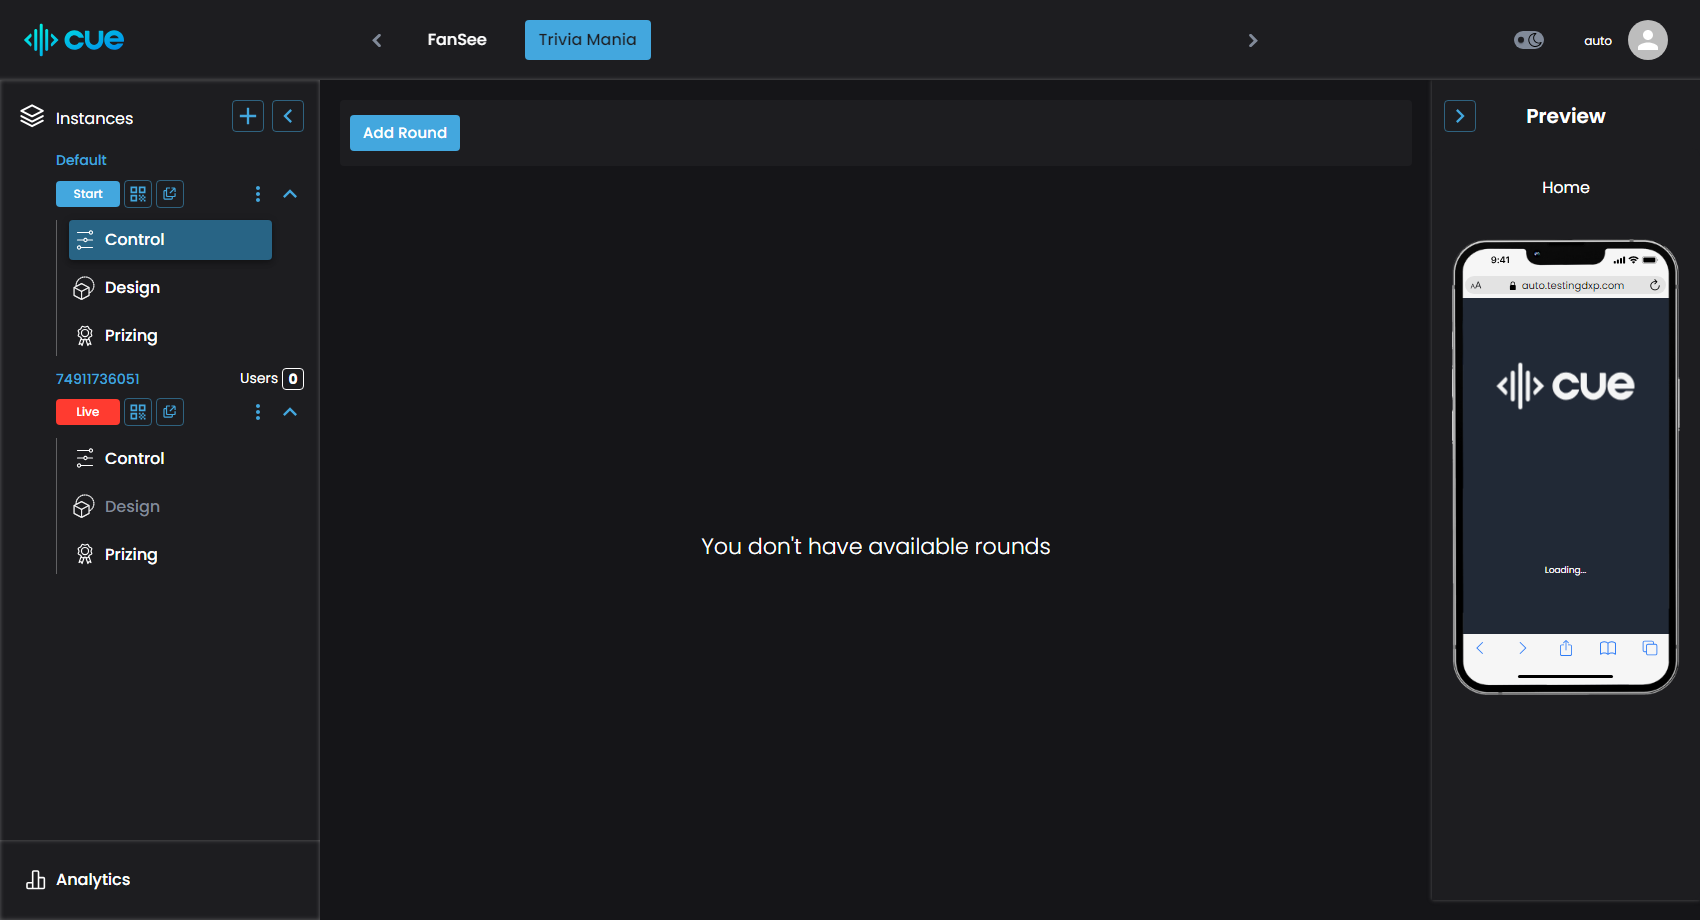 cue
FanSee
Trivia Mania
auto
Instances
Default
Start
Control
Design
Prizing
74911736051
Users 0
Live
Control
Design
Prizing
Analytics
Add Round
You don't have available rounds
Preview
Home
9:41
AA
auto.testingdxp.com
cue
Loading...